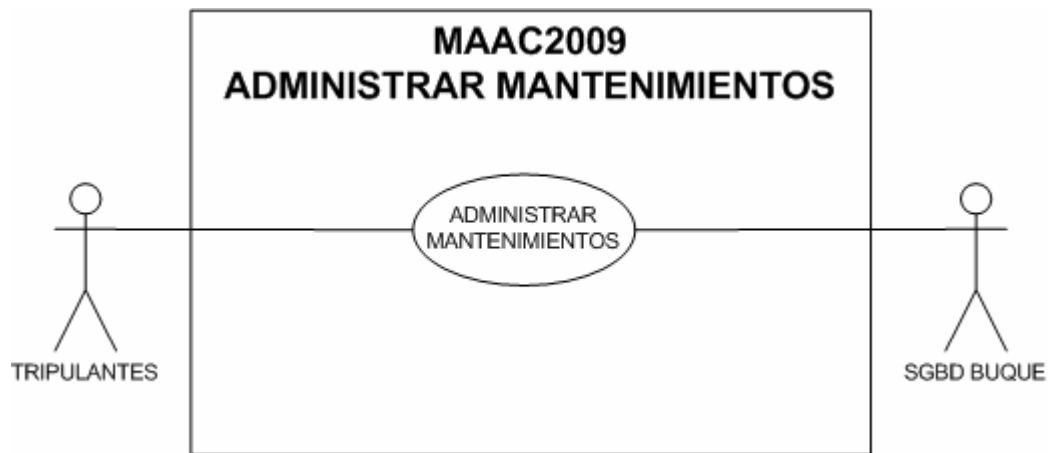 MAAC2009
ADMINISTRAR MANTENIMIENTOS
ADMINISTRAR
MANTENIMIENTOS
TRIPULANTES
SGBD BUQUE